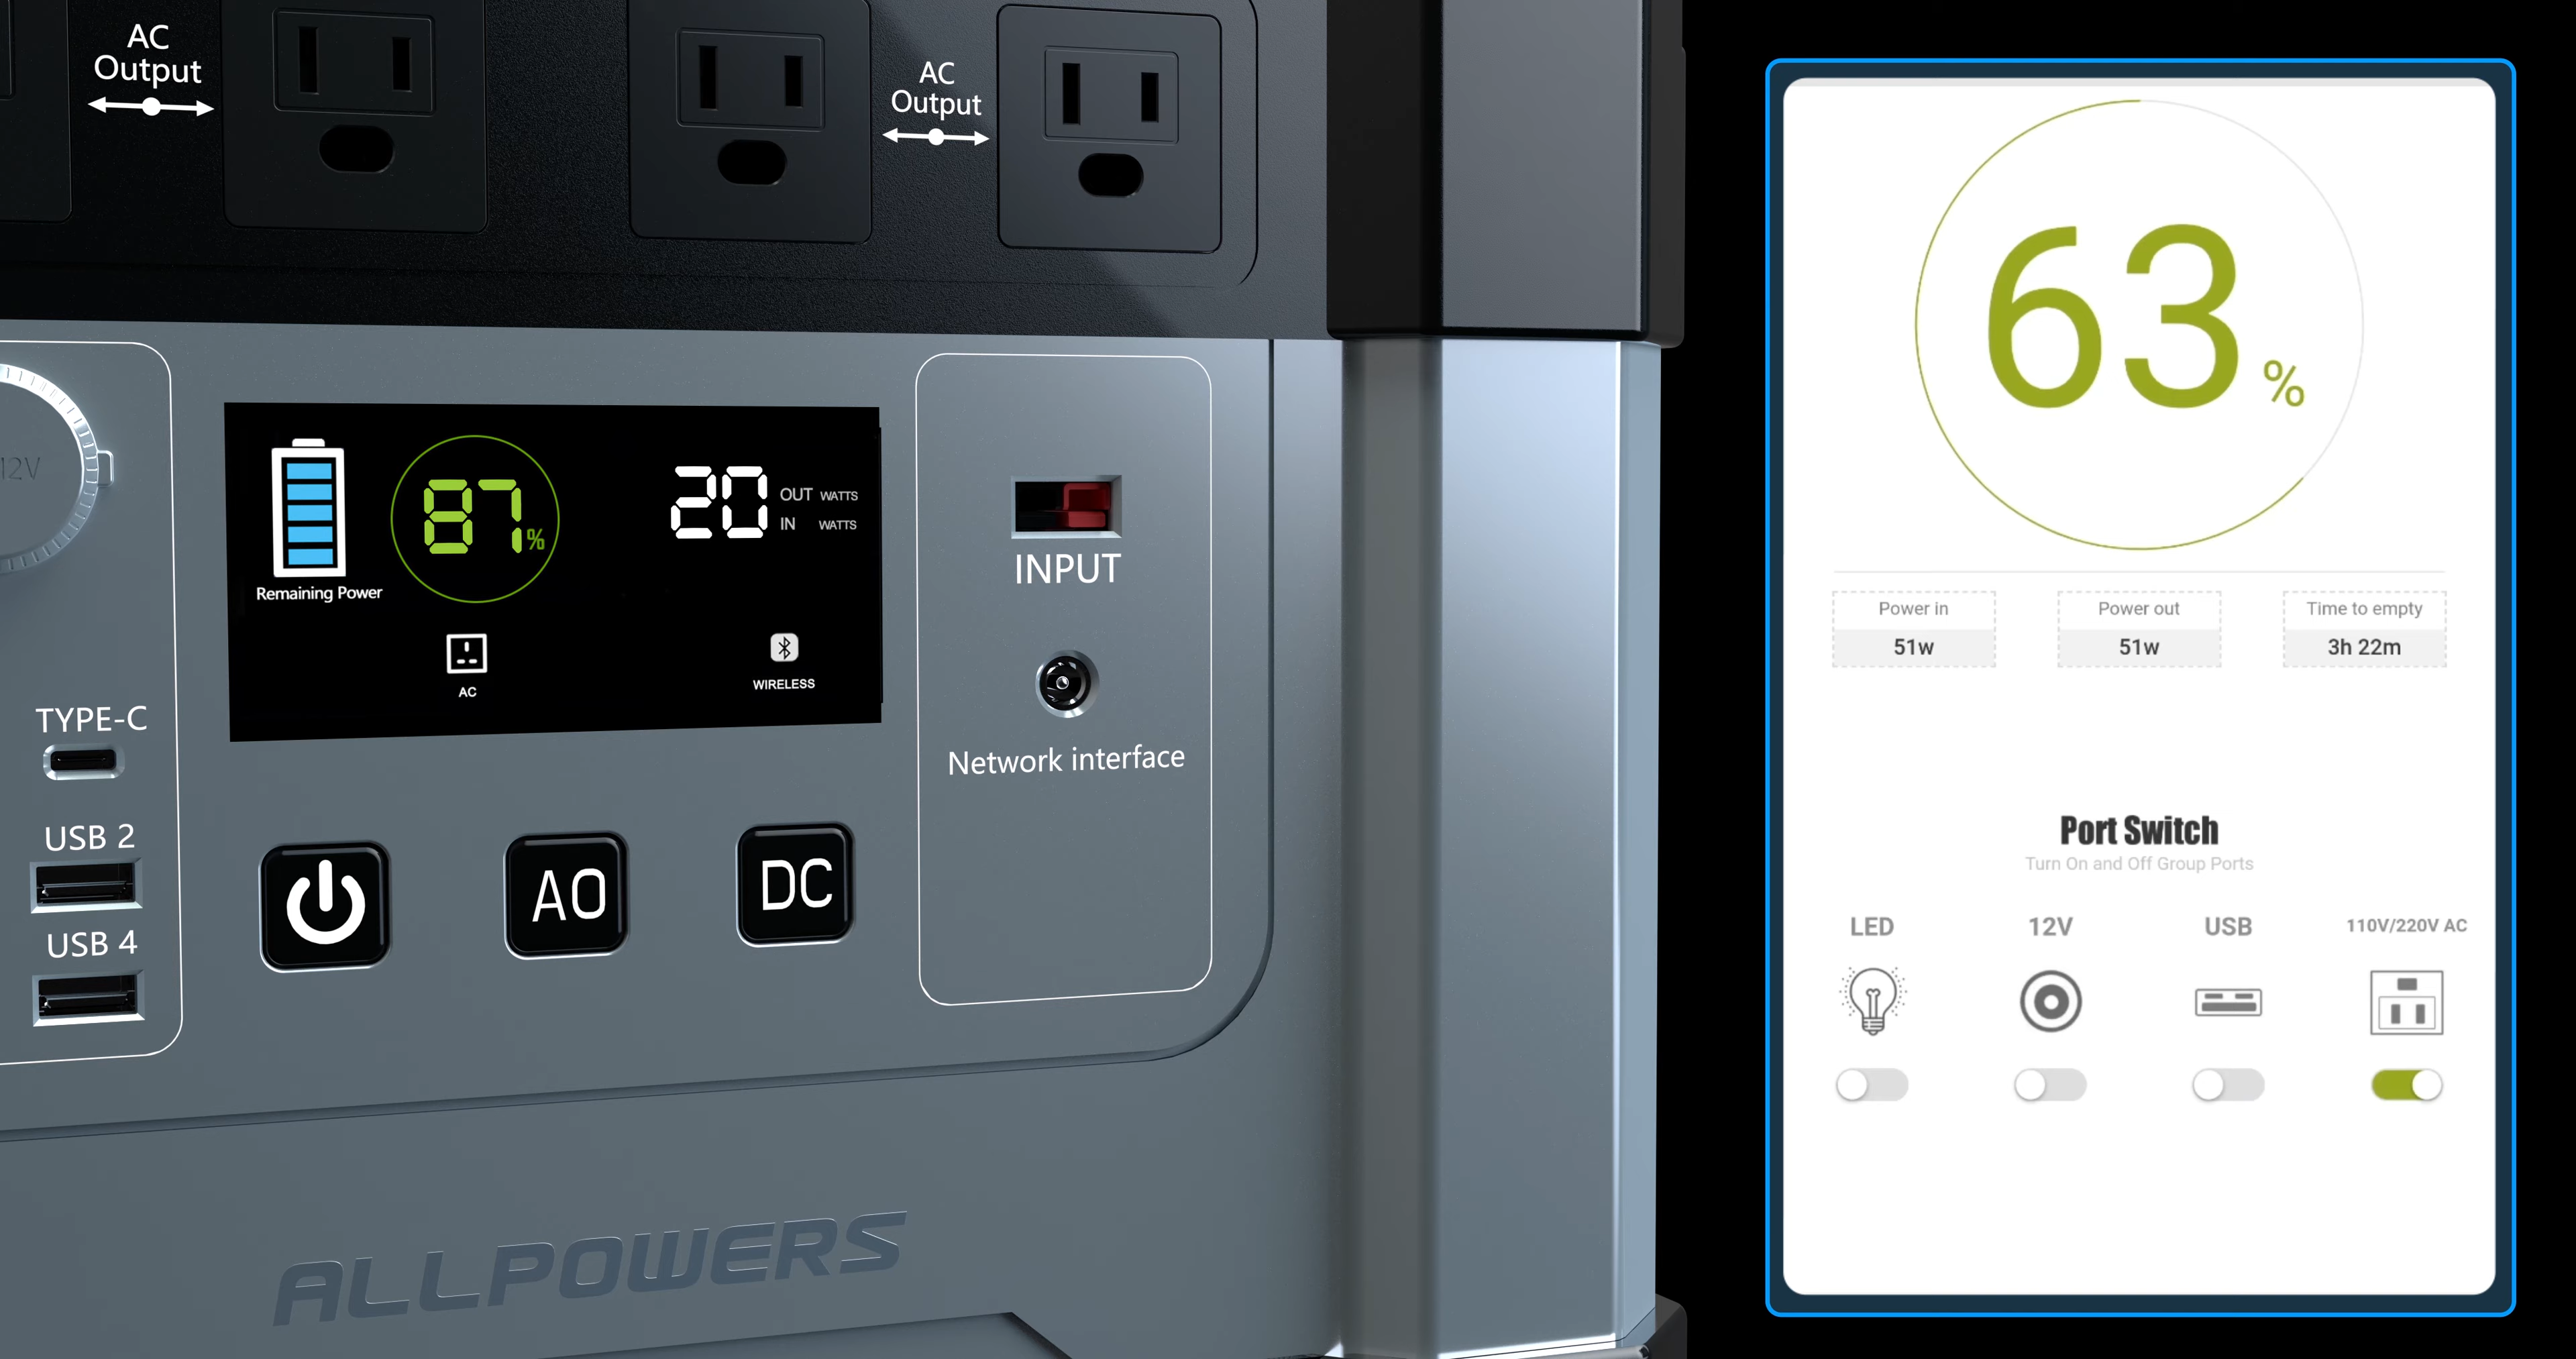 AC
Output
AC
Output
12V
87%
20
OUT WATTS
IN WATTS
Remaining Power
AC
WIRELESS
INPUT
Network interface
TYPE-C
USB 2
USB 4
AO
DC
ALLPOWERS
63%
Power in
51w
Power out
51w
Time to empty
3h 22m
Port Switch
Turn On and Off Group Ports
LED
12V
USB
110V/220V AC